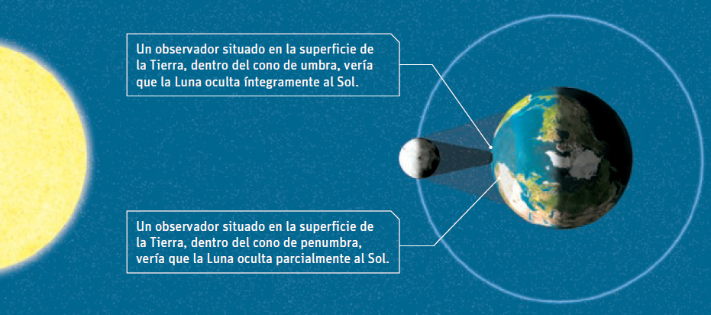 Un observador situado en la superficie de
la Tierra, dentro del cono de umbra, vería
que la Luna oculta íntegramente al Sol.
Un observador situado en la superficie de
la Tierra, dentro del cono de penumbra,
vería que la Luna oculta parcialmente al Sol.